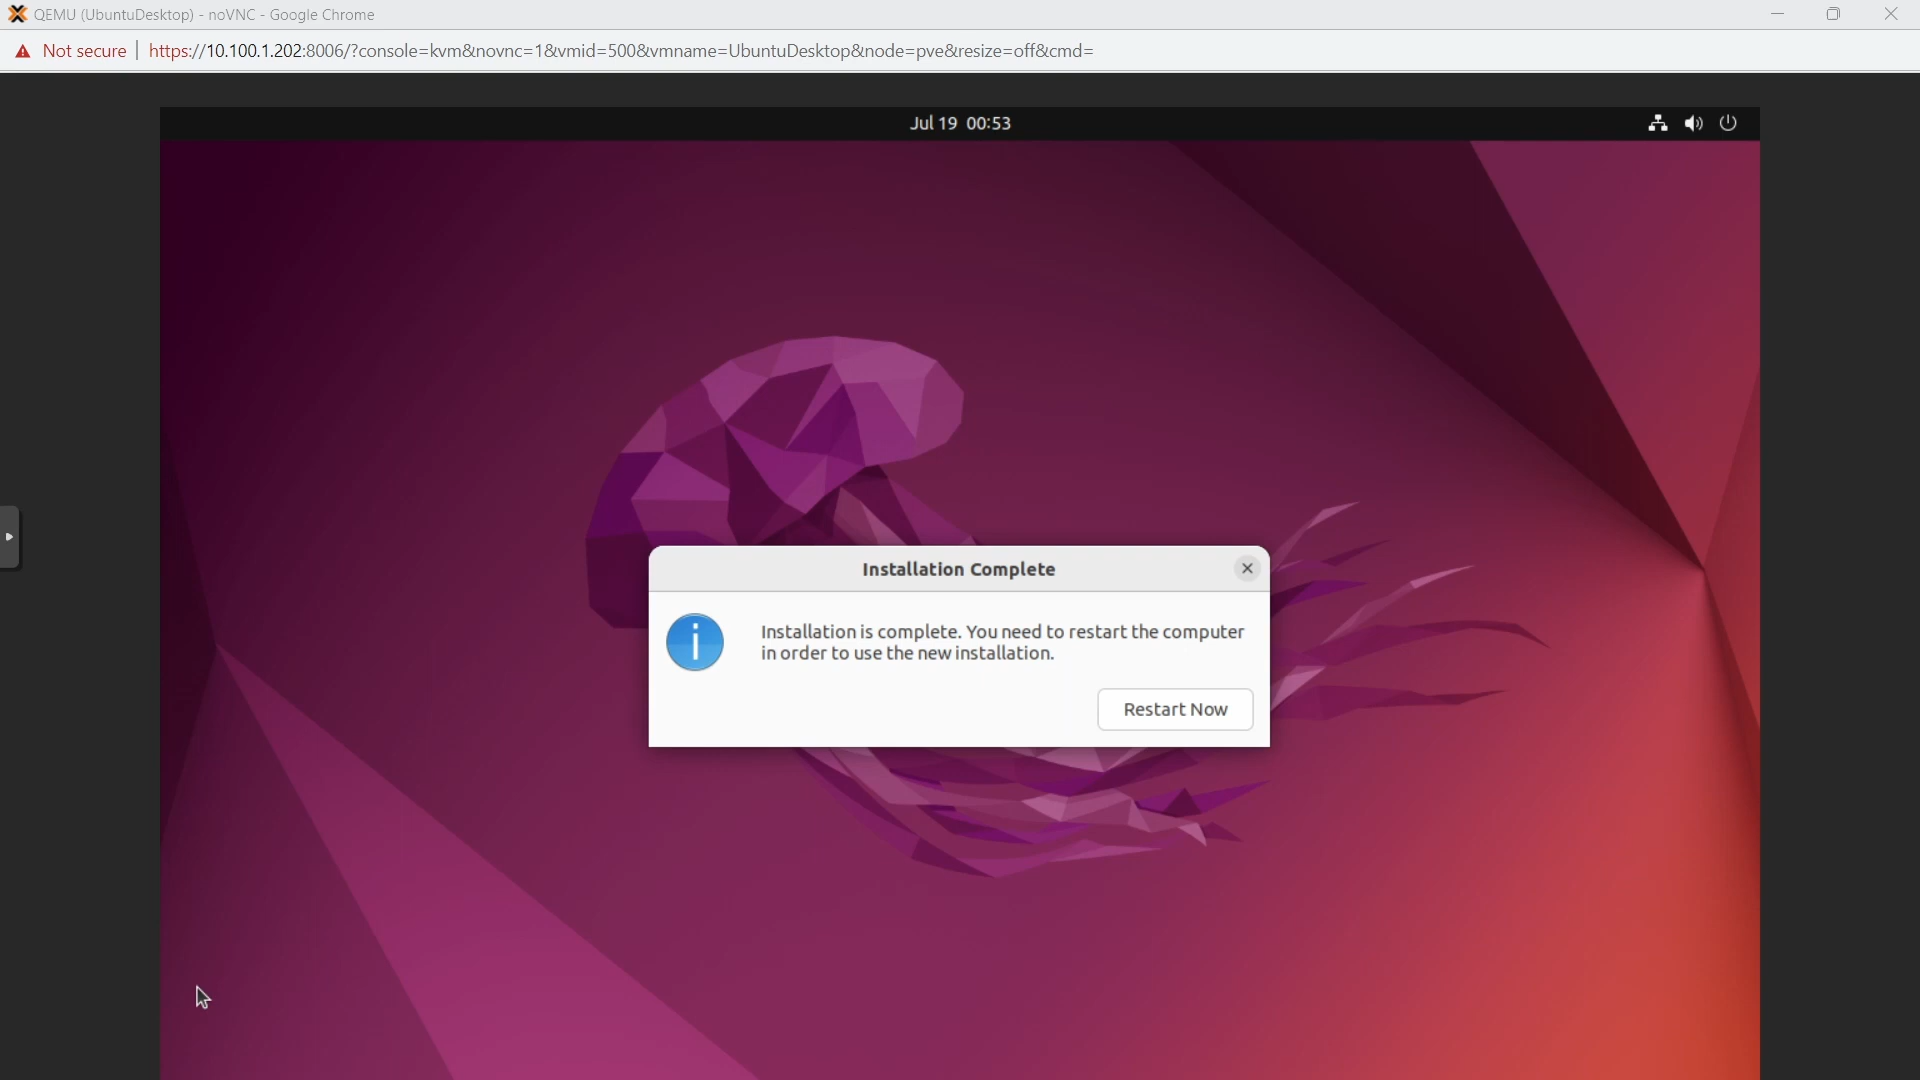 QEMU (UbuntuDesktop) - noVNC - Google Chrome
Not secure https://10.100.1.202:8006/?console=kvm&novnc=1&vmid=500&vmname=UbuntuDesktop&node=pve&resize=off&cmd=
Jul 19 00:53
Installation Complete
Installation is complete. You need to restart the computer
in order to use the new installation.
Restart Now